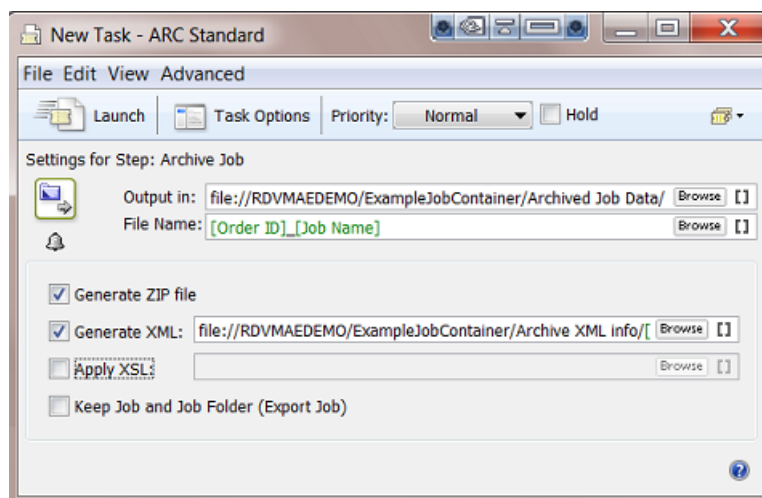 New Task - ARC Standard
File Edit View Advanced
Launch Task Options Priority: Normal Hold
Settings for Step: Archive Job
Output in: file://RDVMAEDEMO/ExampleJobContainer/Archived Job Data/ Browse []
File Name: [Order ID]_[Job Name] Browse []
Generate ZIP file
Generate XML: file://RDVMAEDEMO/ExampleJobContainer/Archive XML info/[ Browse []
Apply XSL: Browse []
Keep Job and Job Folder (Export Job)